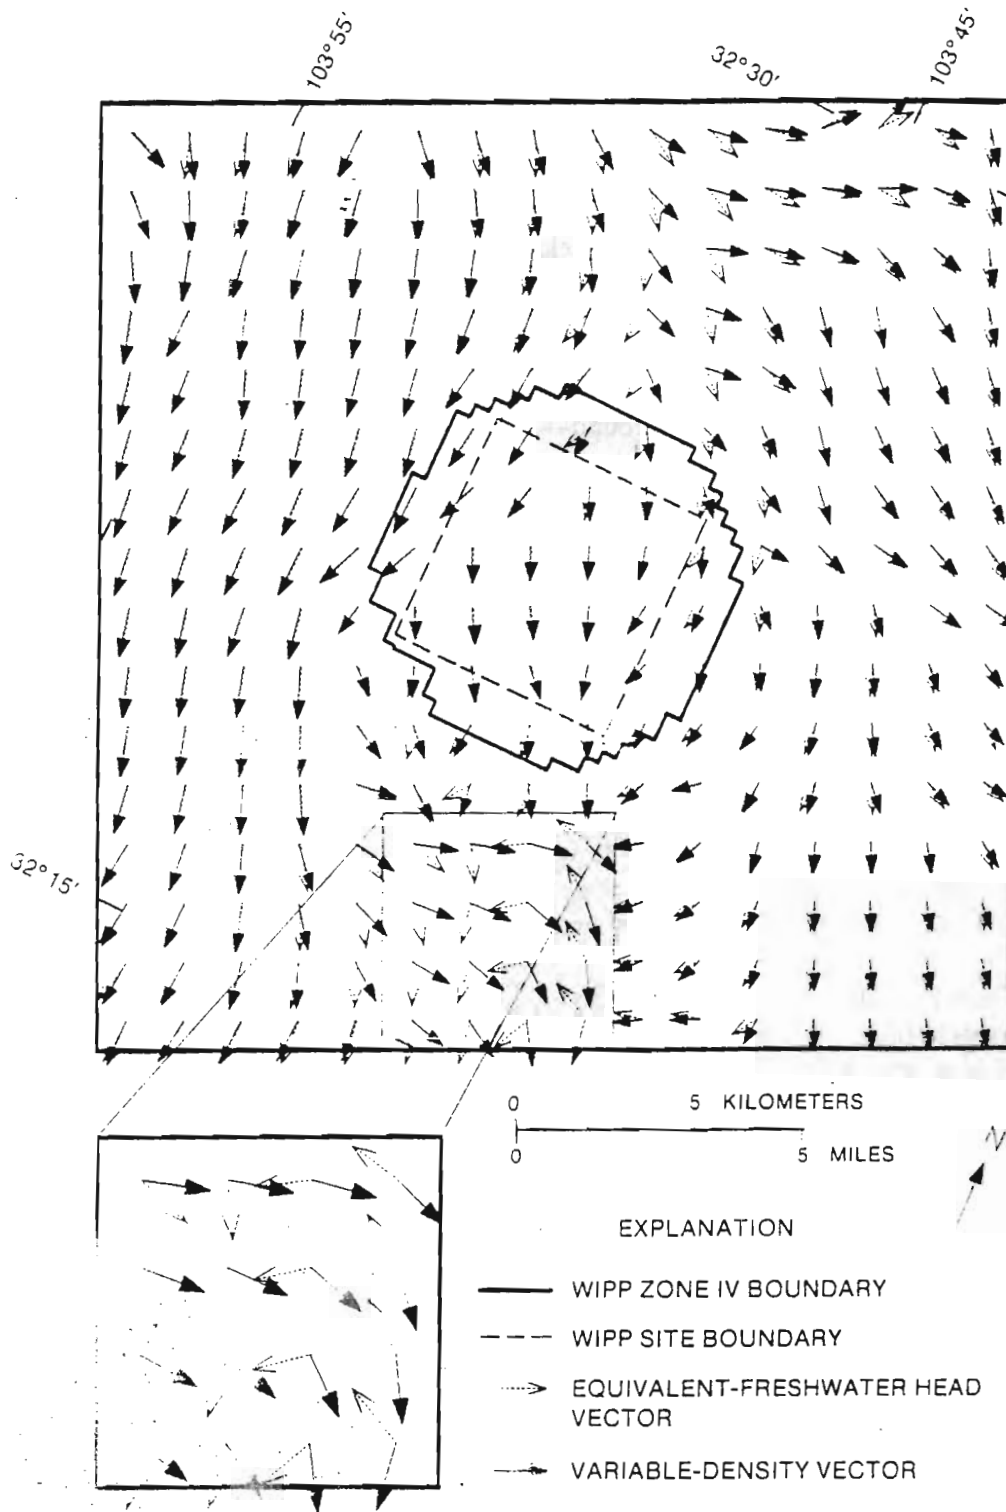 103°55'
32°30'
103°45'
32°15'
0 5 KILOMETERS
0 5 MILES
N
EXPLANATION
WIPP ZONE IV BOUNDARY
WIPP SITE BOUNDARY
EQUIVALENT-FRESHWATER HEAD
VECTOR
VARIABLE-DENSITY VECTOR